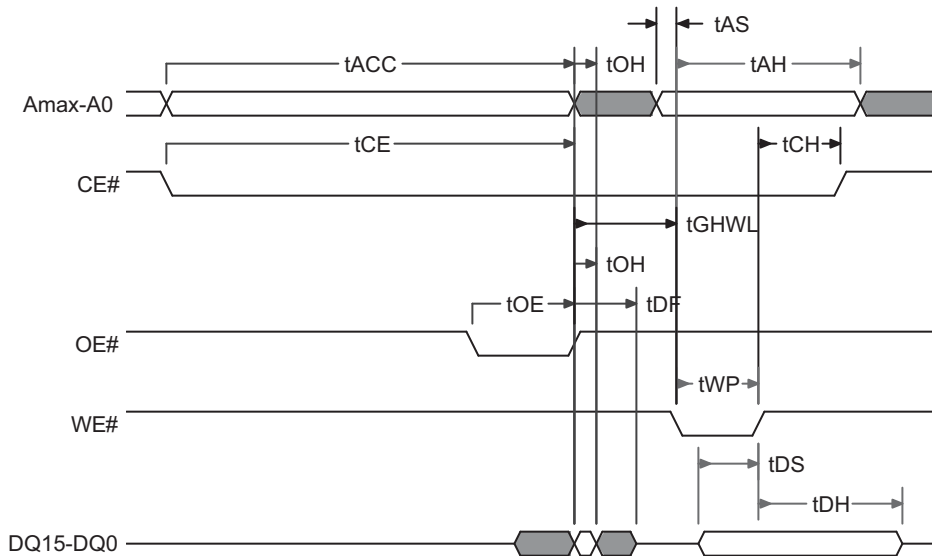 tAS
tACC
tOH
tAH
Amax-A0
tCE
tCH
CE#
tGHWL
tOH
tOE
tDF
OE#
tWP
WE#
tDS
tDH
DQ15-DQ0